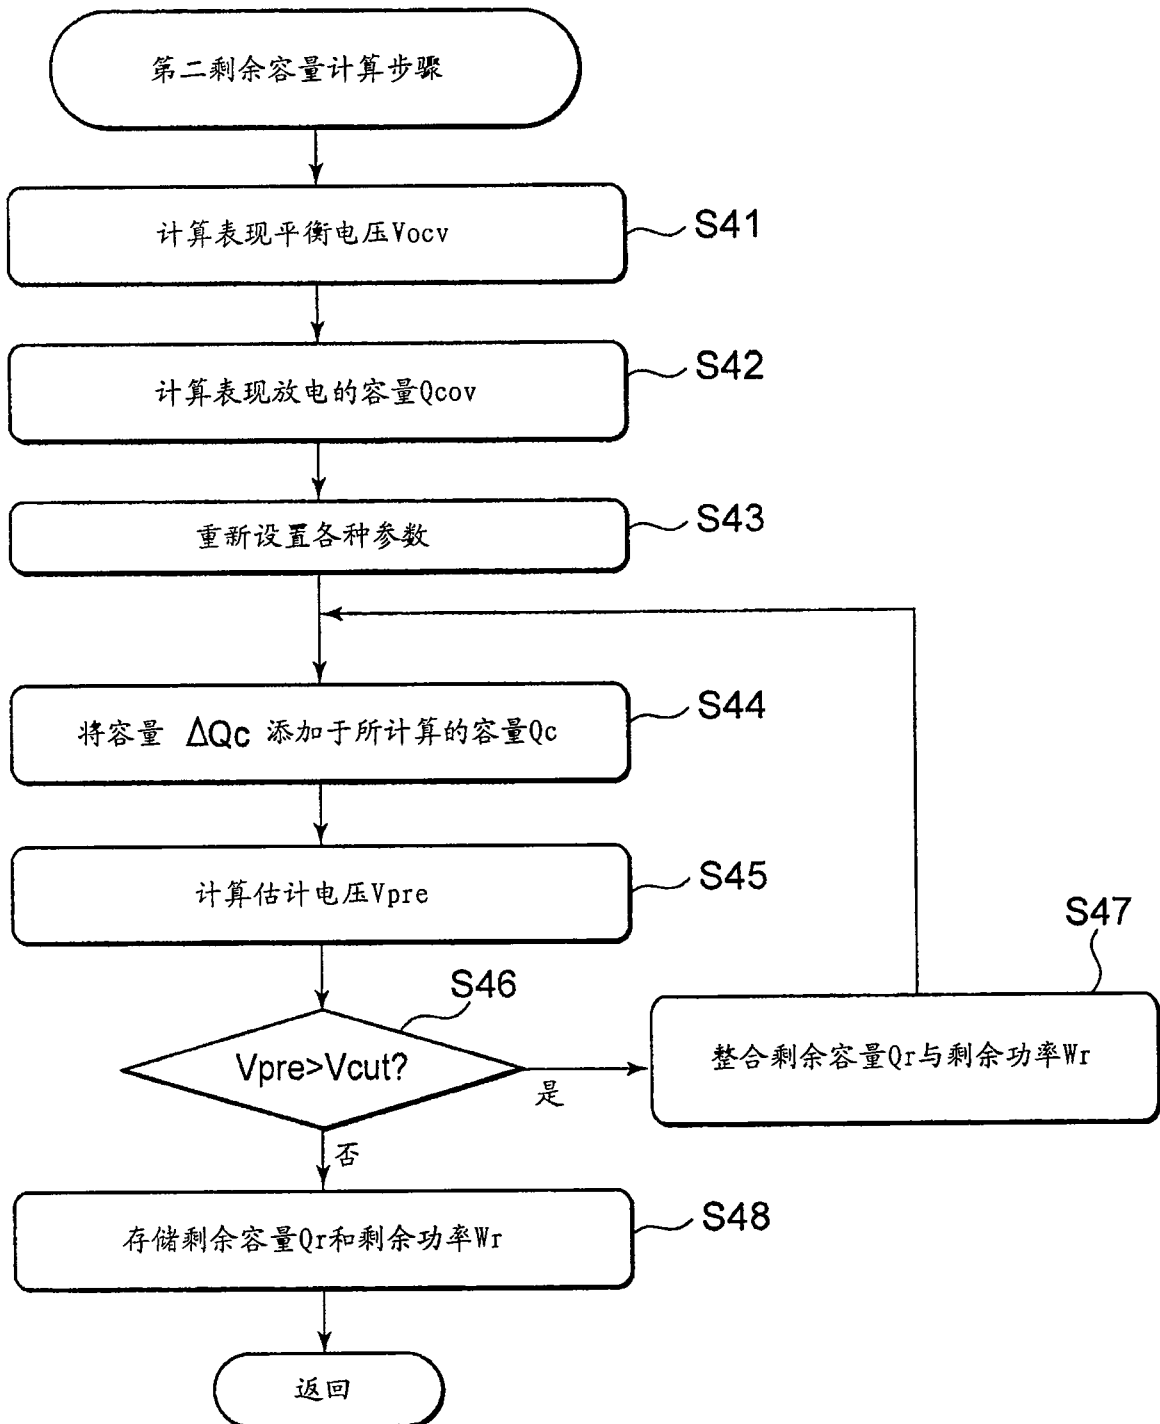 第二剩余容量计算步骤
计算表现平衡电压Vocv
S41
计算表现放电的容量Qcov
S42
重新设置各种参数
S43
将容量 ΔQc 添加于所计算的容量Qc
S44
计算估计电压Vpre
S45
S46
Vpre>Vcut?
是
否
S47
整合剩余容量Qr与剩余功率Wr
存储剩余容量Qr和剩余功率Wr
S48
返回